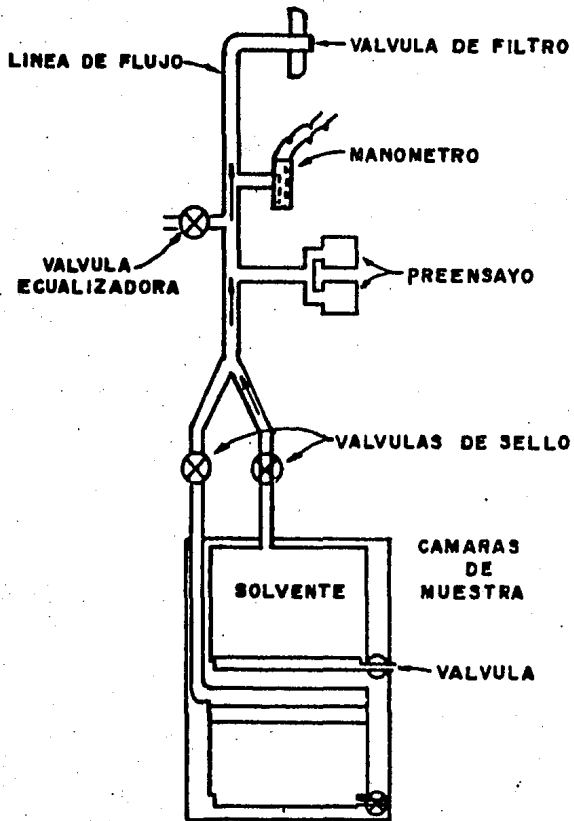 VALVULA DE FILTRO
LINEA DE FLUJO
MANOMETRO
VALVULA
ECUALIZADORA
PREENSAYO
VALVULAS DE SELLO
CAMARAS
DE
MUESTRA
SOLVENTE
VALVULA